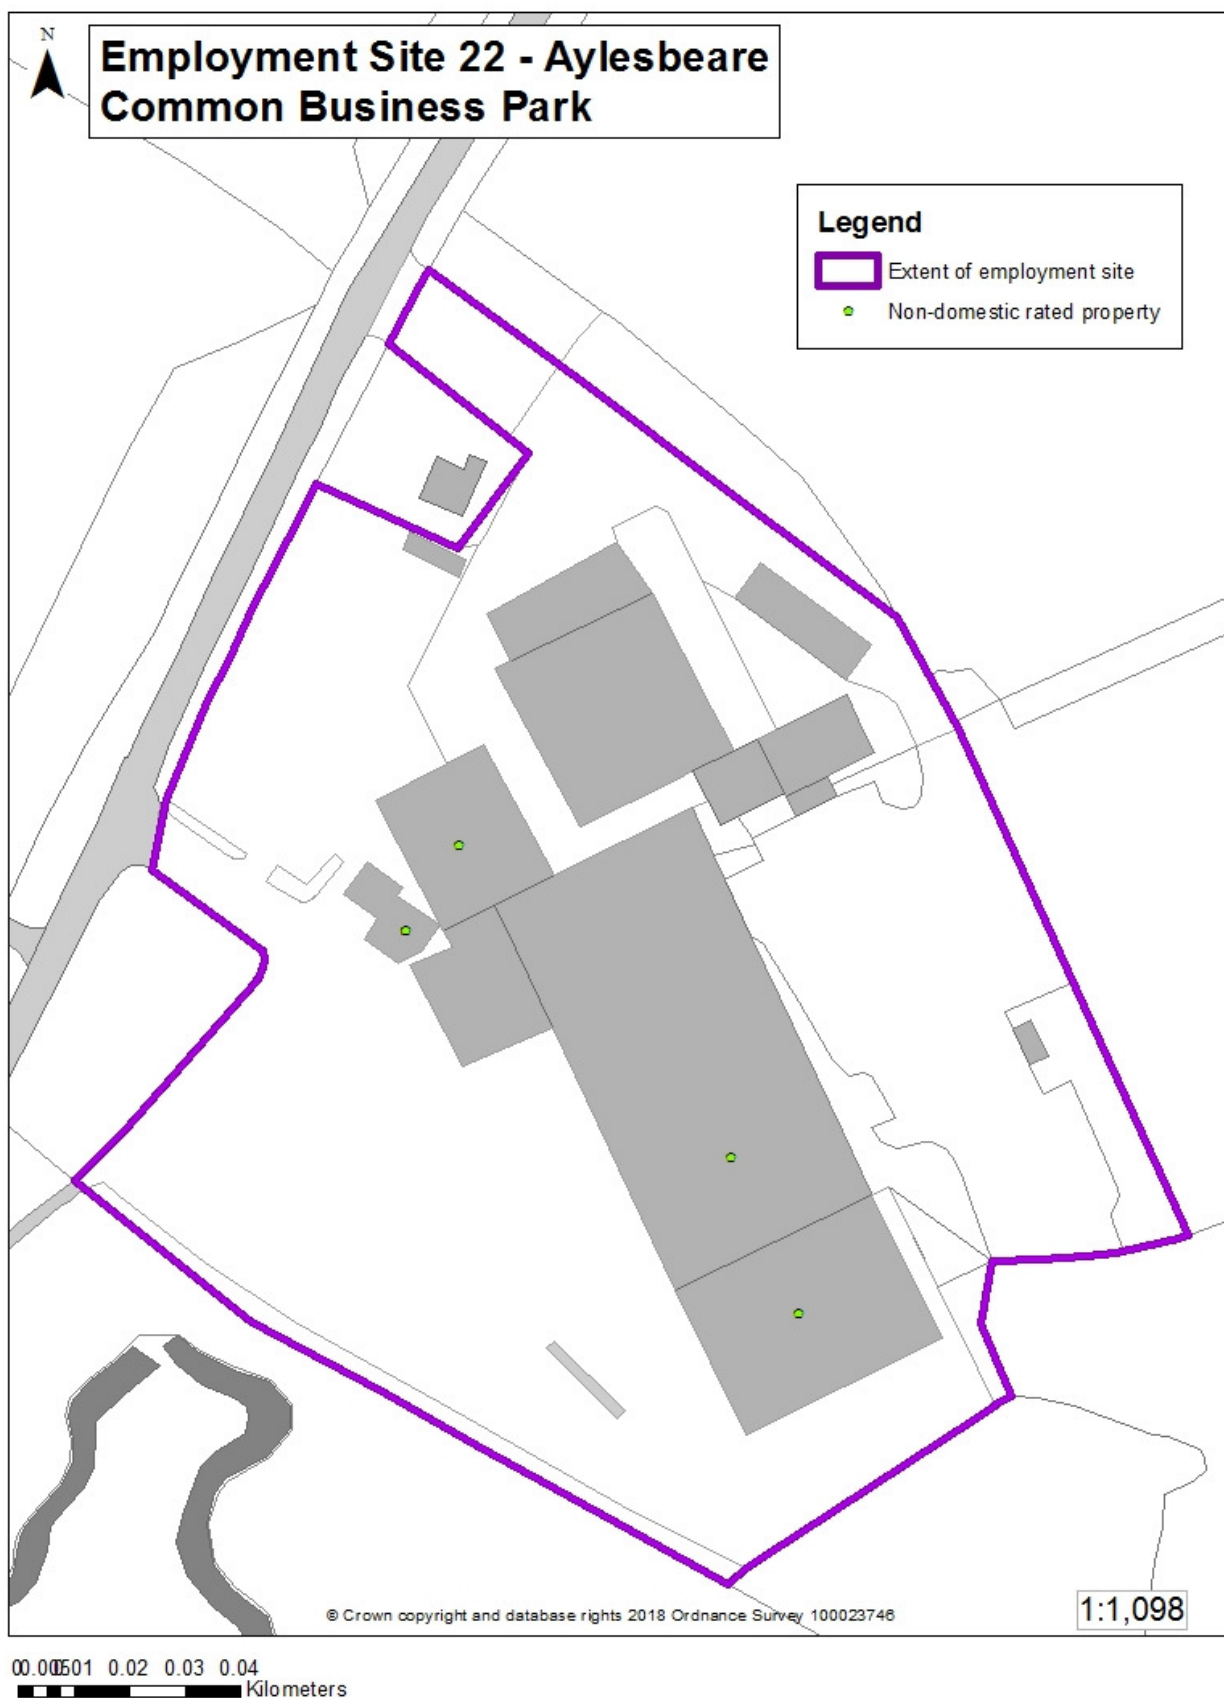 N
Employment Site 22 - Aylesbeare
Common Business Park
Legend
Extent of employment site
Non-domestic rated property
© Crown copyright and database rights 2018 Ordnance Survey 100023746
1:1,098
0.02 0.03 0.04
Kilometers